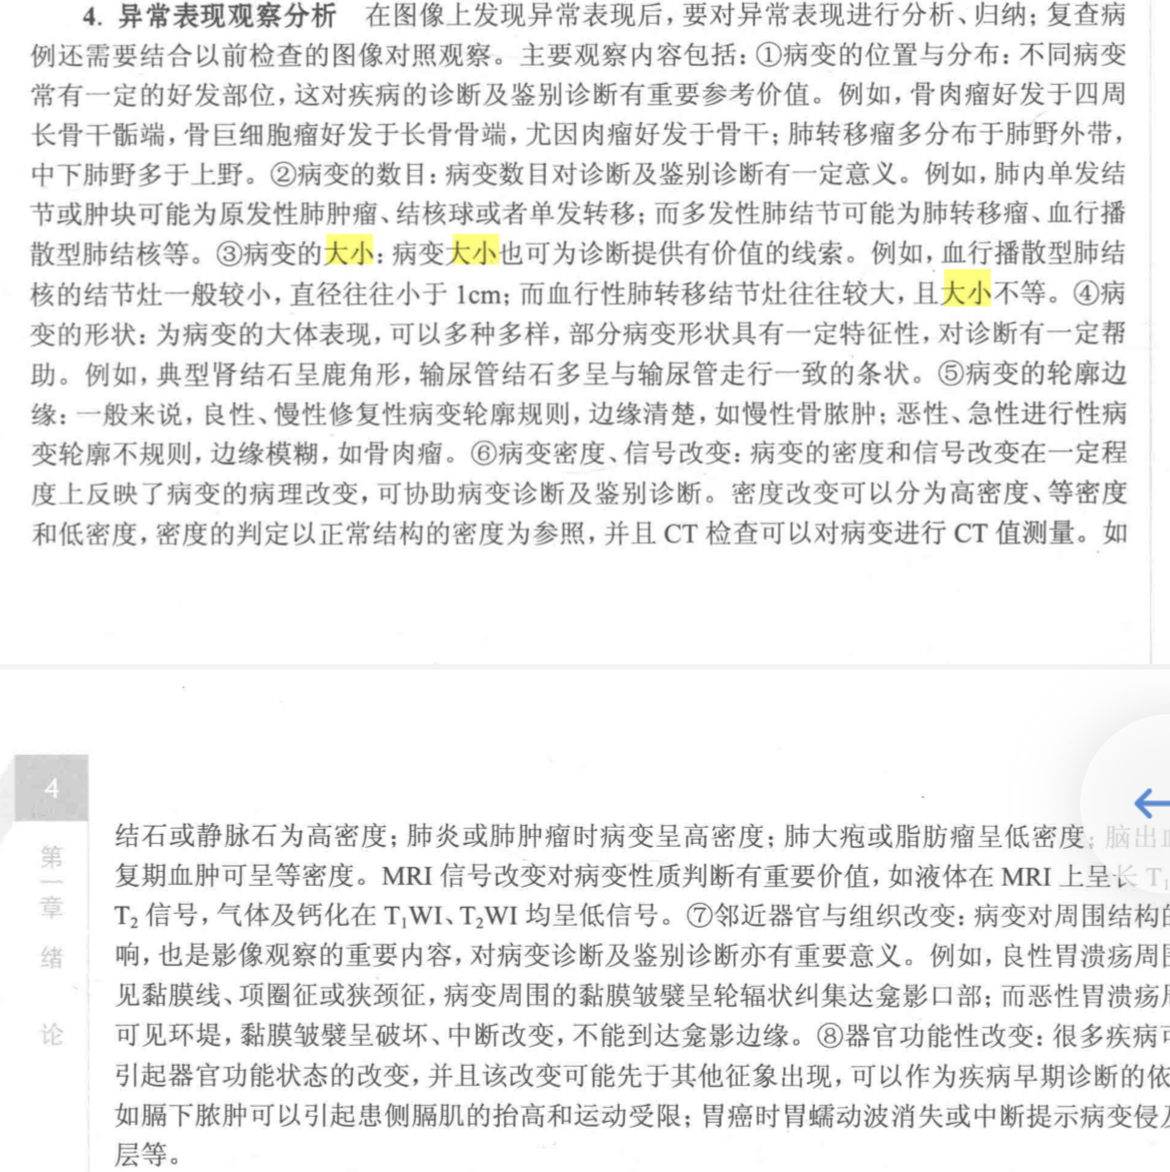 4. 异常表现观察分析 在图像上发现异常表现后,要对异常表现进行分析、归纳;复查病
例还需要结合以前检查的图像对照观察。主要观察内容包括:①病变的位置与分布:不同病变
常有一定的好发部位,这对疾病的诊断及鉴别诊断有重要参考价值。例如,骨肉瘤好发于四周
长骨干骺端,骨巨细胞瘤好发于长骨骨端,尤因肉瘤好发于骨干;肺转移瘤多分布于肺野外带,
中下肺野多于上野。②病变的数目:病变数目对诊断及鉴别诊断有一定意义。例如,肺内单发结
节或肿块可能为原发性肺肿瘤、结核球或者单发转移;而多发性肺结节可能为肺转移瘤、血行播
散型肺结核等。③病变的大小:病变大小也可为诊断提供有价值的线索。例如,血行播散型肺结
核的结节灶一般较小,直径往往小于1cm;而血行性肺转移结节灶往往较大,且大小不等。④病
变的形状:为病变的大体表现,可以多种多样,部分病变形状具有一定特征性,对诊断有一定帮
助。例如,典型肾结石呈鹿角形,输尿管结石多呈与输尿管走行一致的条状。⑤病变的轮廓边
缘:一般来说,良性、慢性修复性病变轮廓规则,边缘清楚,如慢性骨脓肿;恶性、急性进行性病
变轮廓不规则,边缘模糊,如骨肉瘤。⑥病变密度、信号改变:病变的密度和信号改变在一定程
度上反映了病变的病理改变,可协助病变诊断及鉴别诊断。密度改变可以分为高密度、等密度
和低密度,密度的判定以正常结构的密度为参照,并且 CT 检查可以对病变进行 CT 值测量。如
4
第一章 绪论
结石或静脉石为高密度;肺炎或肺肿瘤时病变呈高密度;肺大疱或脂肪瘤呈低密度;脑出血
复期血肿可呈等密度。MRI 信号改变对病变性质判断有重要价值,如液体在 MRI 上呈长 T₁
T₂ 信号,气体及钙化在 T₁WI、T₂WI 均呈低信号。⑦邻近器官与组织改变:病变对周围结构的
响,也是影像观察的重要内容,对病变诊断及鉴别诊断亦有重要意义。例如,良性胃溃疡周围
见黏膜线、项圈征或狭颈征,病变周围的黏膜皱襞呈轮辐状纠集达龛影口部;而恶性胃溃疡周
可见环堤,黏膜皱襞呈破坏、中断改变,不能到达龛影边缘。⑧器官功能性改变:很多疾病可
引起器官功能状态的改变,并且该改变可能先于其他征象出现,可以作为疾病早期诊断的依
如膈下脓肿可以引起患侧膈肌的抬高和运动受限;胃癌时胃蠕动波消失或中断提示病变侵及
层等。